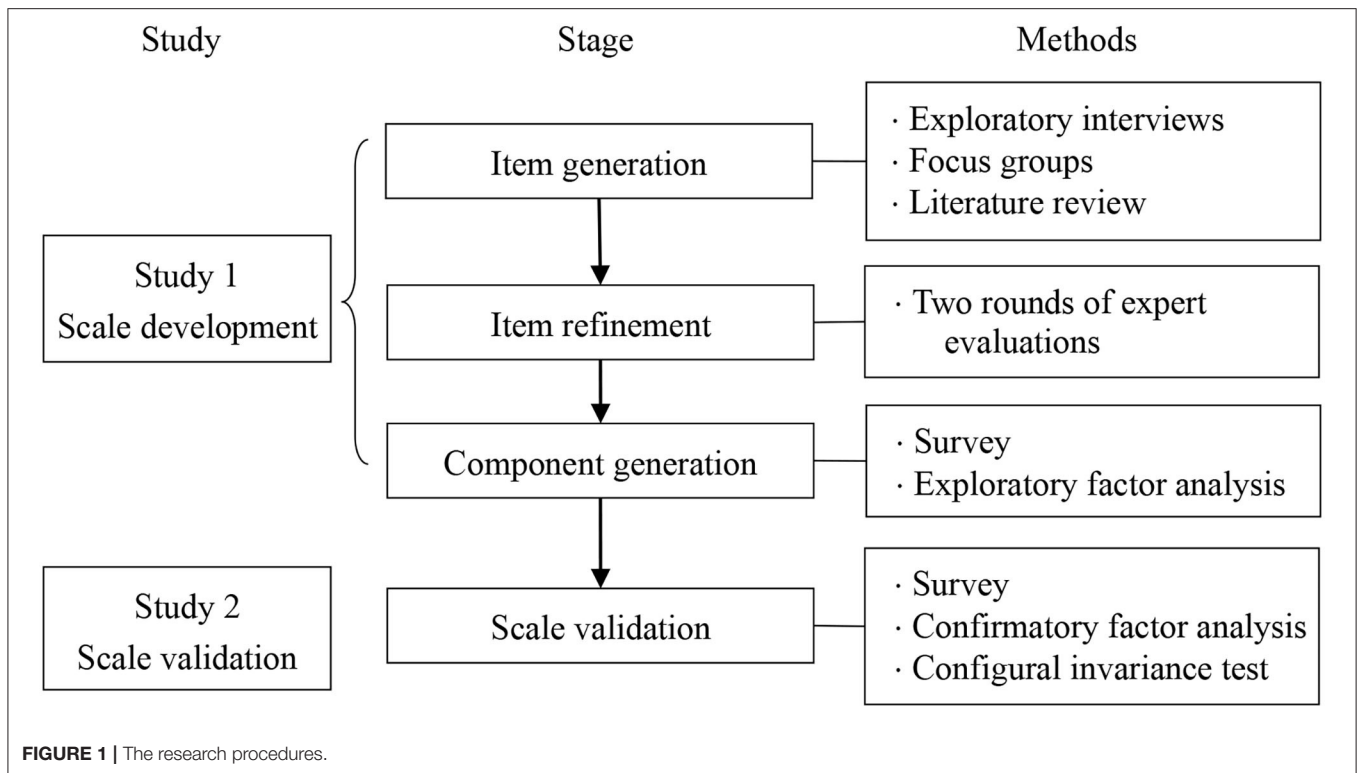 Study Stage Methods
· Exploratory interviews
· Focus groups
· Literature review
Item generation
Study 1
Scale development
Item refinement
· Two rounds of expert
evaluations
Component generation
· Survey
· Exploratory factor analysis
Study 2
Scale validation
Scale validation
· Survey
· Confirmatory factor analysis
· Configural invariance test
FIGURE 1 | The research procedures.